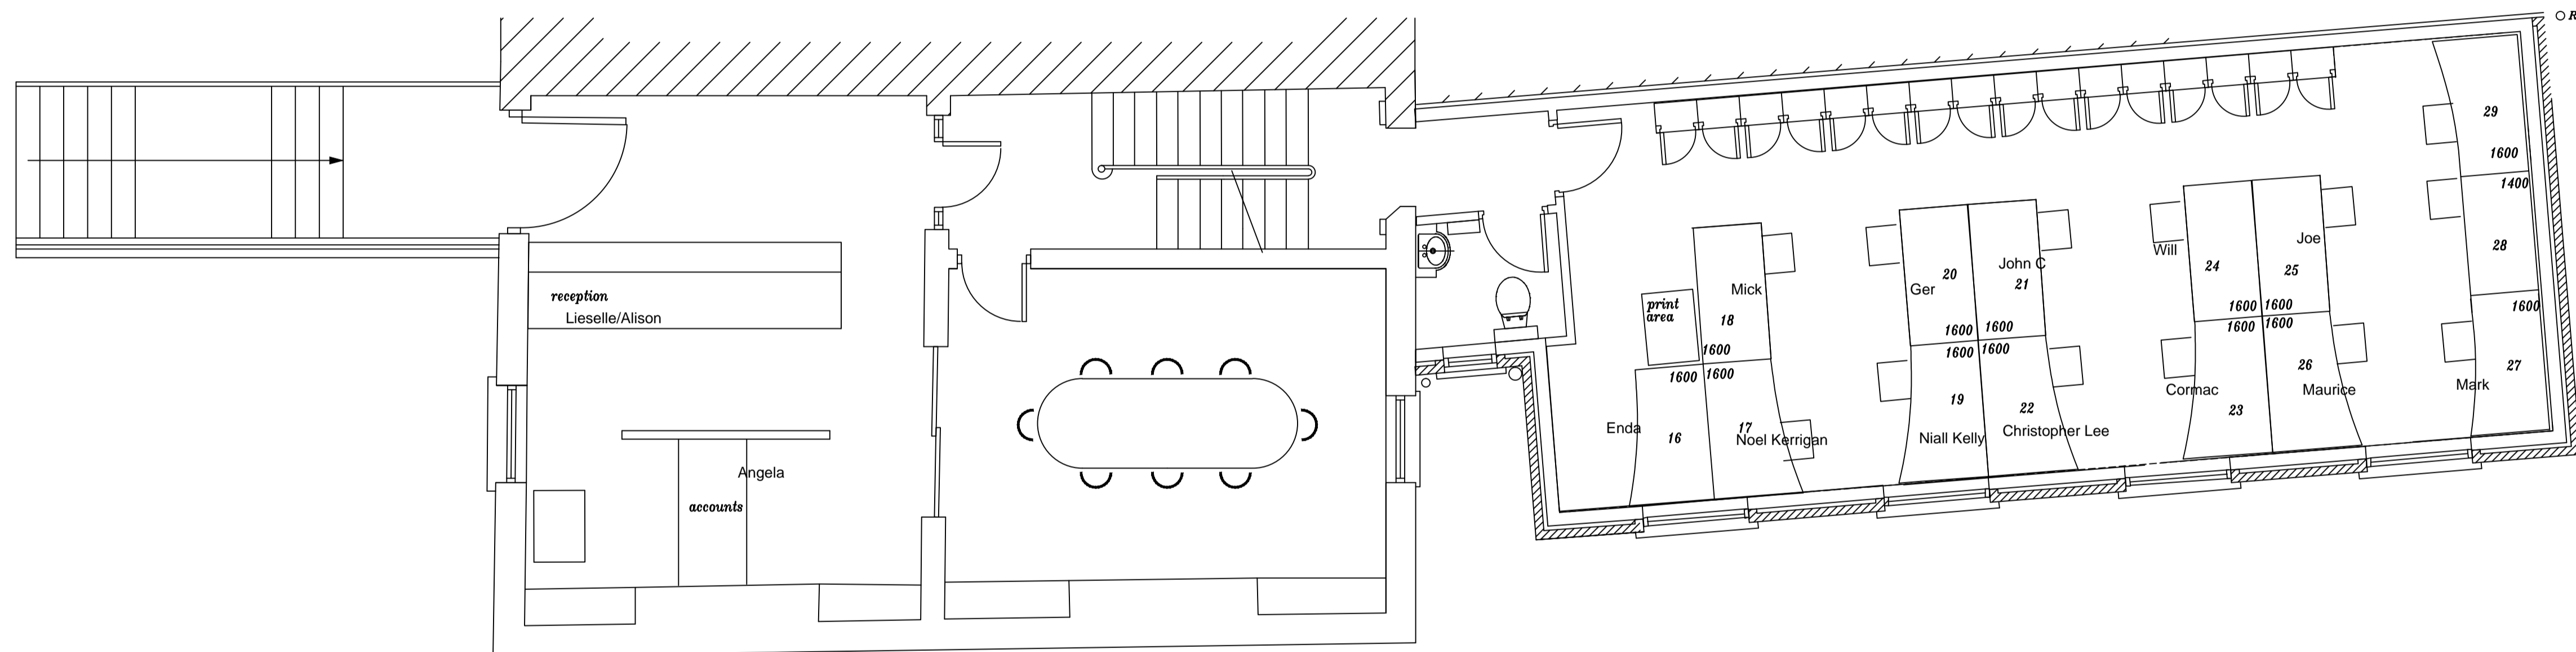 reception
Lieselle/Alison
Angela
accounts
print
area
Mick
18
1600
1600
1600
Enda
16
17
Noel Kerrigan
Ger
20
John C
21
1600
1600
1600
1600
19
Niall Kelly
22
Christopher Lee
Will
24
Joe
25
1600
1600
1600
1600
Cormac
23
26
Maurice
29
1600
1400
28
1600
27
Mark